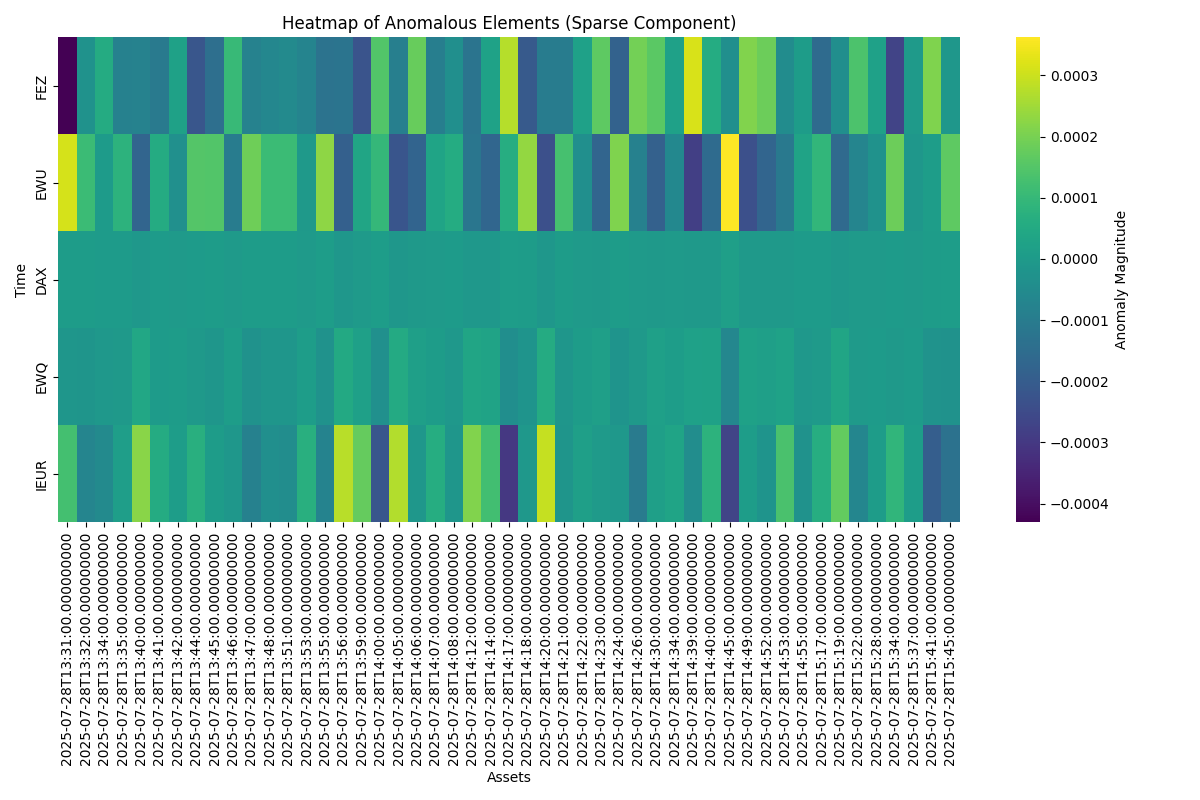 Heatmap of Anomalous Elements (Sparse Component)
Time
FEZ
EWU
DAX
EWQ
IEUR
2025-07-28T13:31:00.000000000
2025-07-28T13:32:00.000000000
2025-07-28T13:34:00.000000000
2025-07-28T13:35:00.000000000
2025-07-28T13:40:00.000000000
2025-07-28T13:41:00.000000000
2025-07-28T13:42:00.000000000
2025-07-28T13:44:00.000000000
2025-07-28T13:45:00.000000000
2025-07-28T13:46:00.000000000
2025-07-28T13:47:00.000000000
2025-07-28T13:48:00.000000000
2025-07-28T13:51:00.000000000
2025-07-28T13:53:00.000000000
2025-07-28T13:55:00.000000000
2025-07-28T13:56:00.000000000
2025-07-28T13:59:00.000000000
2025-07-28T14:00:00.000000000
2025-07-28T14:05:00.000000000
2025-07-28T14:06:00.000000000
2025-07-28T14:07:00.000000000
2025-07-28T14:08:00.000000000
2025-07-28T14:12:00.000000000
2025-07-28T14:14:00.000000000
2025-07-28T14:17:00.000000000
2025-07-28T14:18:00.000000000
2025-07-28T14:20:00.000000000
2025-07-28T14:21:00.000000000
2025-07-28T14:22:00.000000000
2025-07-28T14:23:00.000000000
2025-07-28T14:24:00.000000000
2025-07-28T14:26:00.000000000
2025-07-28T14:30:00.000000000
2025-07-28T14:34:00.000000000
2025-07-28T14:39:00.000000000
2025-07-28T14:40:00.000000000
2025-07-28T14:45:00.000000000
2025-07-28T14:49:00.000000000
2025-07-28T14:52:00.000000000
2025-07-28T14:53:00.000000000
2025-07-28T14:55:00.000000000
2025-07-28T15:17:00.000000000
2025-07-28T15:19:00.000000000
2025-07-28T15:22:00.000000000
2025-07-28T15:28:00.000000000
2025-07-28T15:34:00.000000000
2025-07-28T15:37:00.000000000
2025-07-28T15:41:00.000000000
2025-07-28T15:45:00.000000000
Assets
0.0003
0.0002
0.0001
0.0000
−0.0001
−0.0002
−0.0003
−0.0004
Anomaly Magnitude